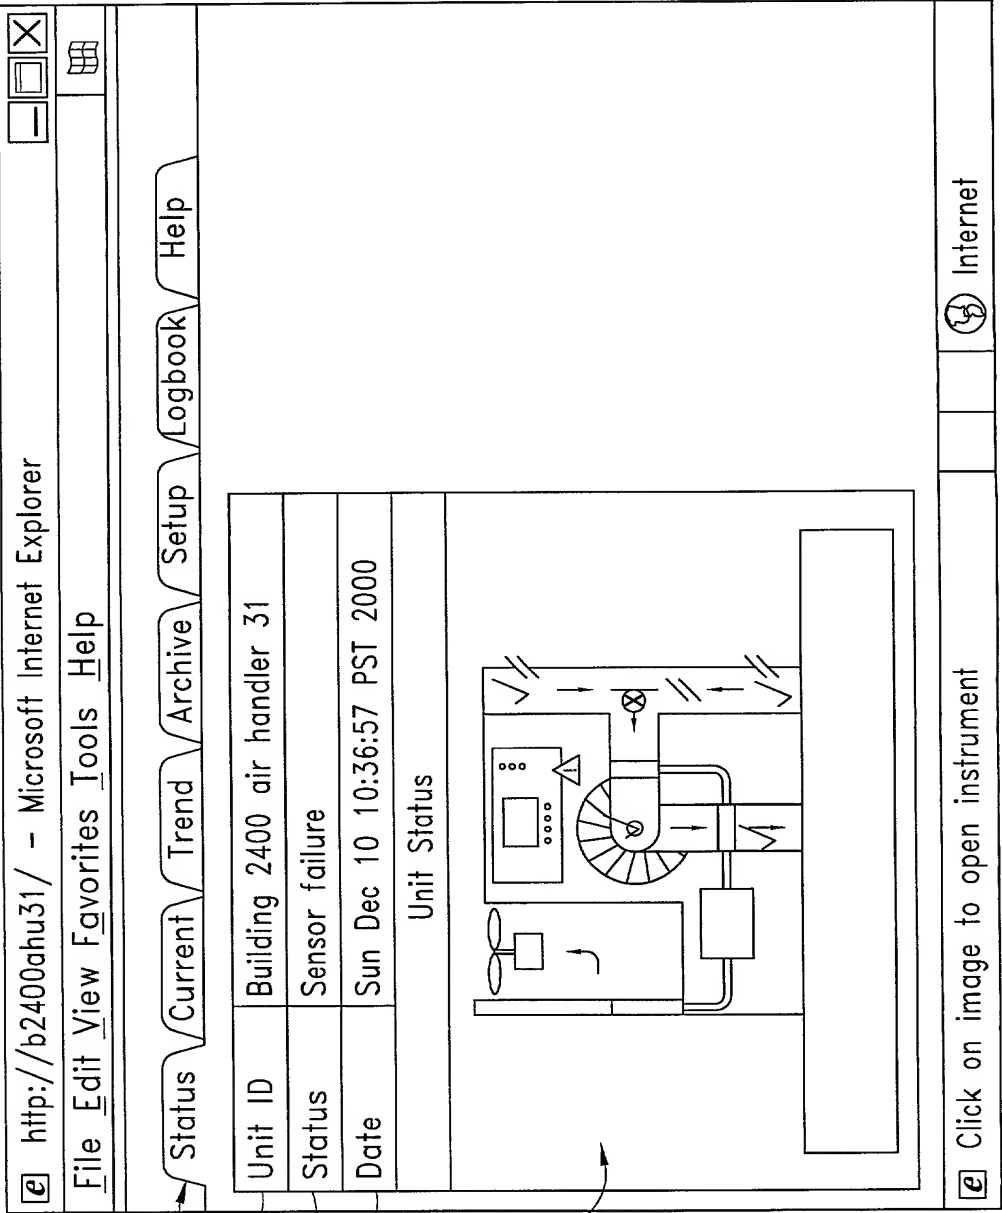 http://b2400ahu31/ – Microsoft Internet Explorer
File Edit View Favorites Tools Help
Status Current Trend Archive Setup Logbook Help
Unit ID Building 2400 air handler 31
Status Sensor failure
Date Sun Dec 10 10:36:57 PST 2000
Unit Status
Click on image to open instrument Internet